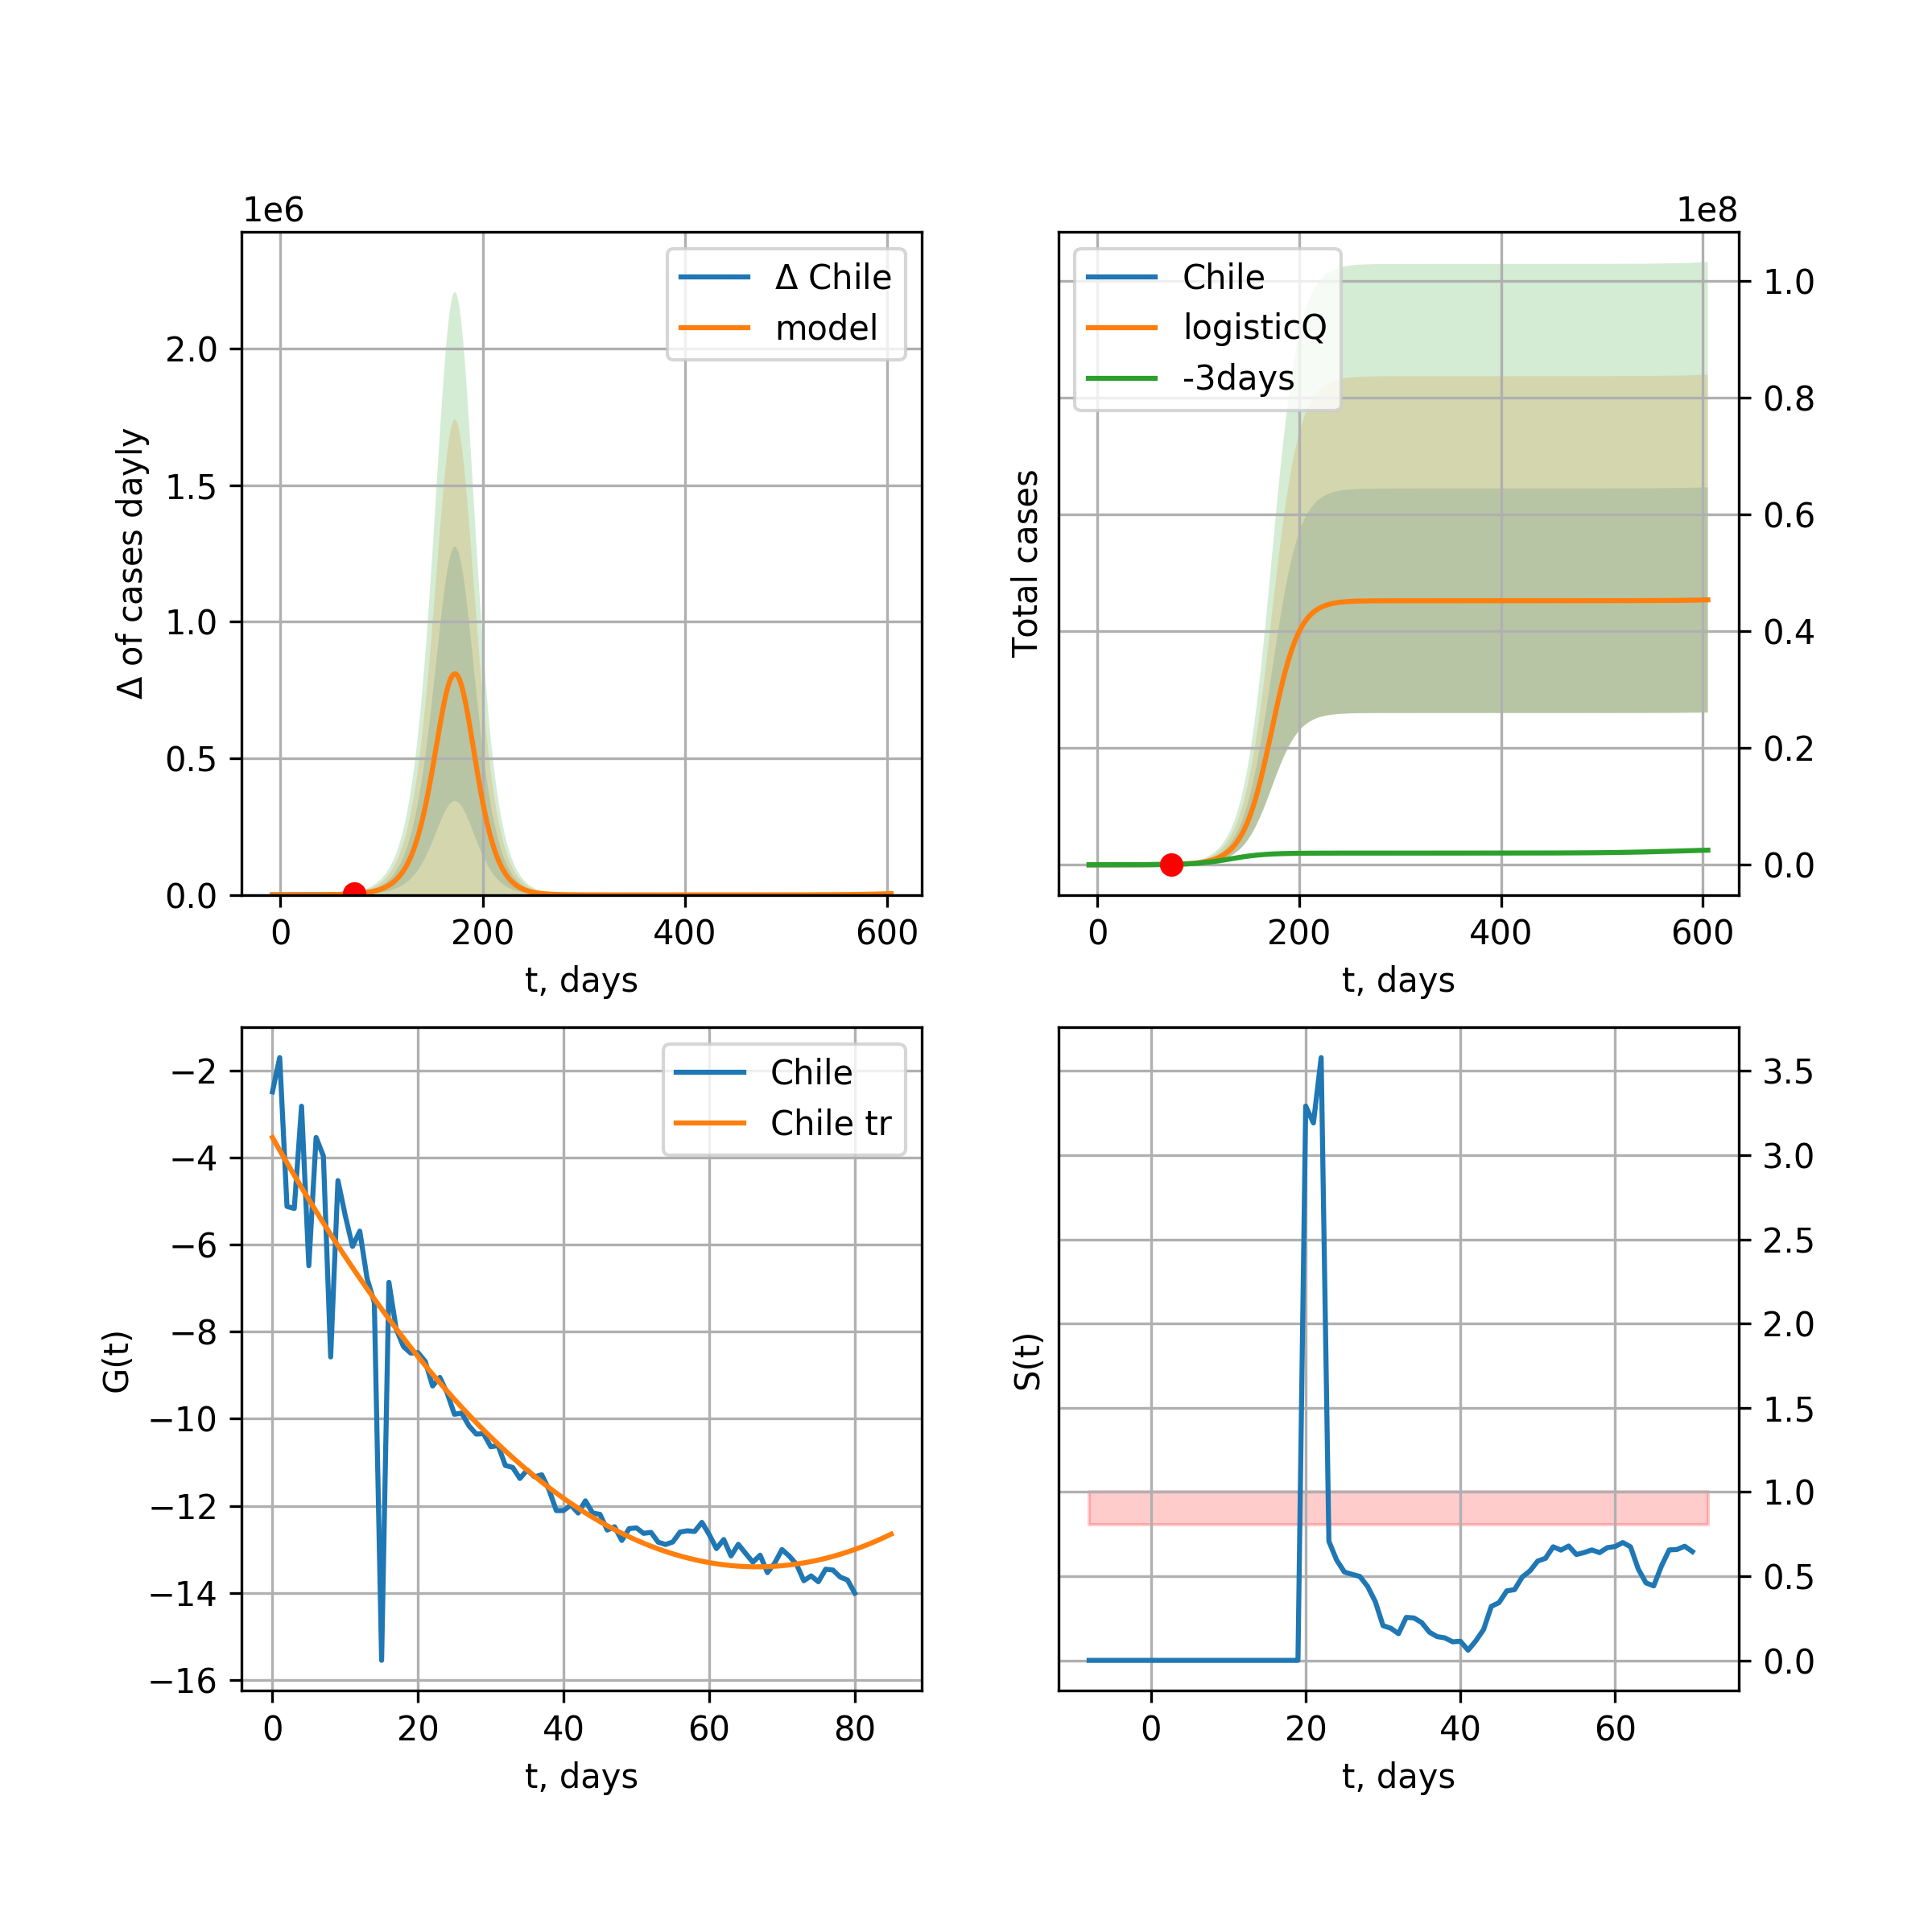 1e6
Δ of cases dayly
2.0
1.5
1.0
0.5
0.0
0 200 400 600
t, days
Δ Chile
model
1e8
Total cases
Chile
logisticQ
-3days
1.0
0.8
0.6
0.4
0.2
0.0
0 200 400 600
t, days
G(t)
−2
−4
−6
−8
−10
−12
−14
−16
0 20 40 60 80
t, days
Chile
Chile tr
S(t)
3.5
3.0
2.5
2.0
1.5
1.0
0.5
0.0
0 20 40 60
t, days